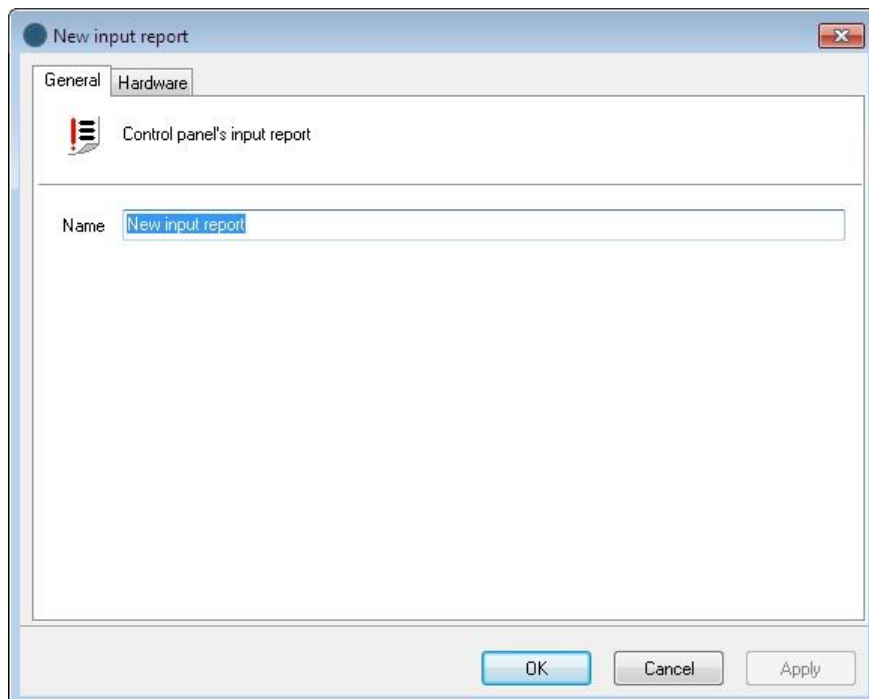 New input report
General Hardware
Control panel's input report
Name New input report
OK Cancel Apply